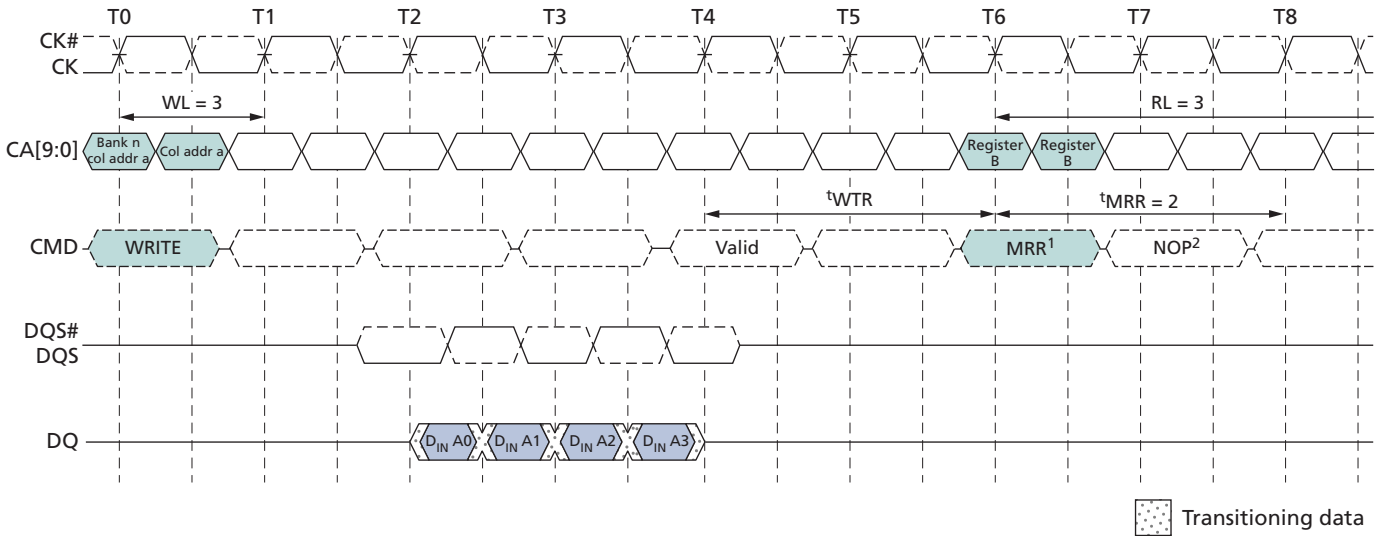 T0 T1 T2 T3 T4 T5 T6 T7 T8
CK#
CK
WL = 3 RL = 3
CA[9:0] Bank n col addr a Col addr a Register B Register B
tWTR tMRR = 2
CMD WRITE Valid MRR1 NOP2
DQS#
DQS
DQ DIN A0 DIN A1 DIN A2 DIN A3
Transitioning data